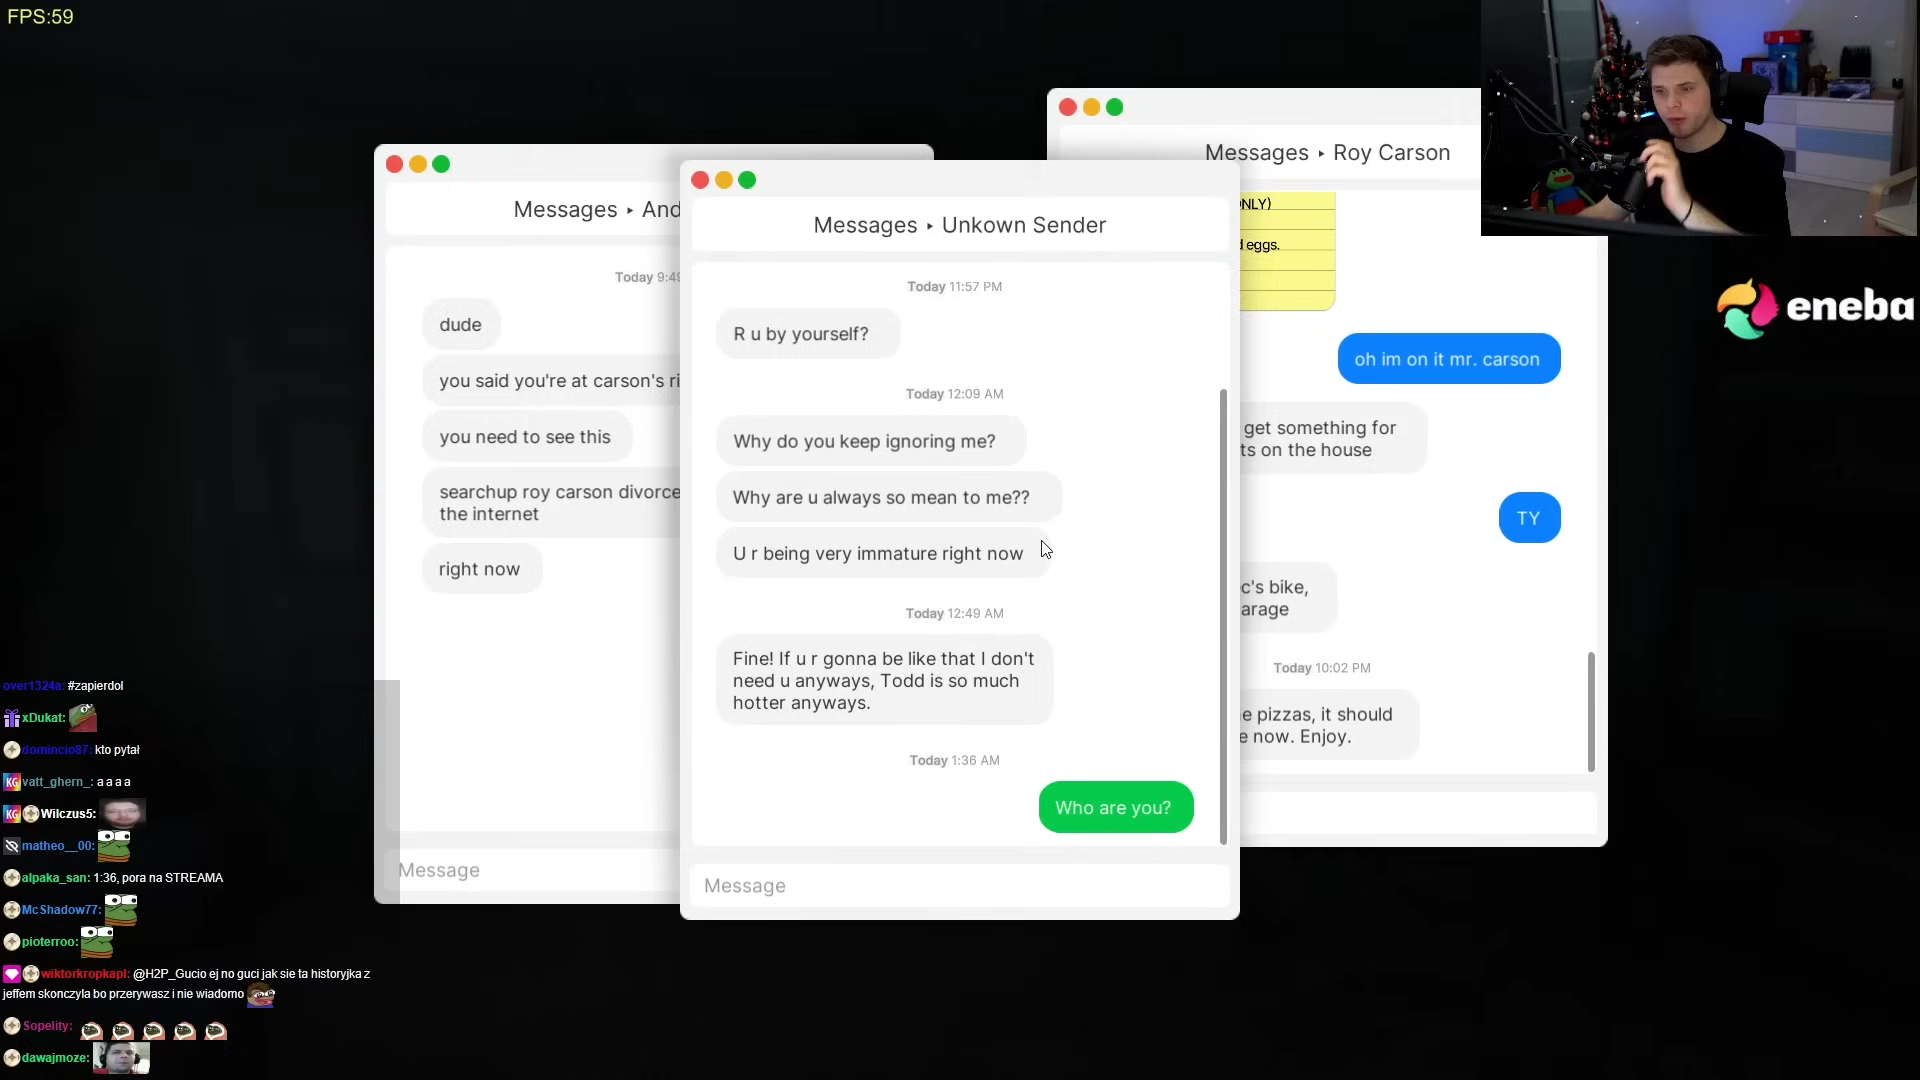 FPS:59
Messages ▸ And
Today 9:49
dude
you said you're at carson's ri
you need to see this
searchup roy carson divorce
the internet
right now
Message
Messages ▸ Unkown Sender
Today 11:57 PM
R u by yourself?
Today 12:09 AM
Why do you keep ignoring me?
Why are u always so mean to me??
U r being very immature right now
Today 12:49 AM
Fine! If u r gonna be like that I don't
need u anyways, Todd is so much
hotter anyways.
Today 1:36 AM
Who are you?
Message
Messages ▸ Roy Carson
ONLY)
d eggs.
oh im on it mr. carson
get something for
ts on the house
TY
c's bike,
arage
Today 10:02 PM
e pizzas, it should
e now. Enjoy.
eneba
over1324a: #zapierdol
xDukat:
domincio87: kto pytał
KG vatt_ghern_: a a a a
KG Wilczus5:
matheo__00:
alpaka_san: 1:36, pora na STREAMA
McShadow77:
pioterroo:
wiktorkropkapl: @H2P_Gucio ej no guci jak sie ta historyjka z
jeffem skonczyla bo przerywasz i nie wiadomo
Sopelity:
dawajmoze: